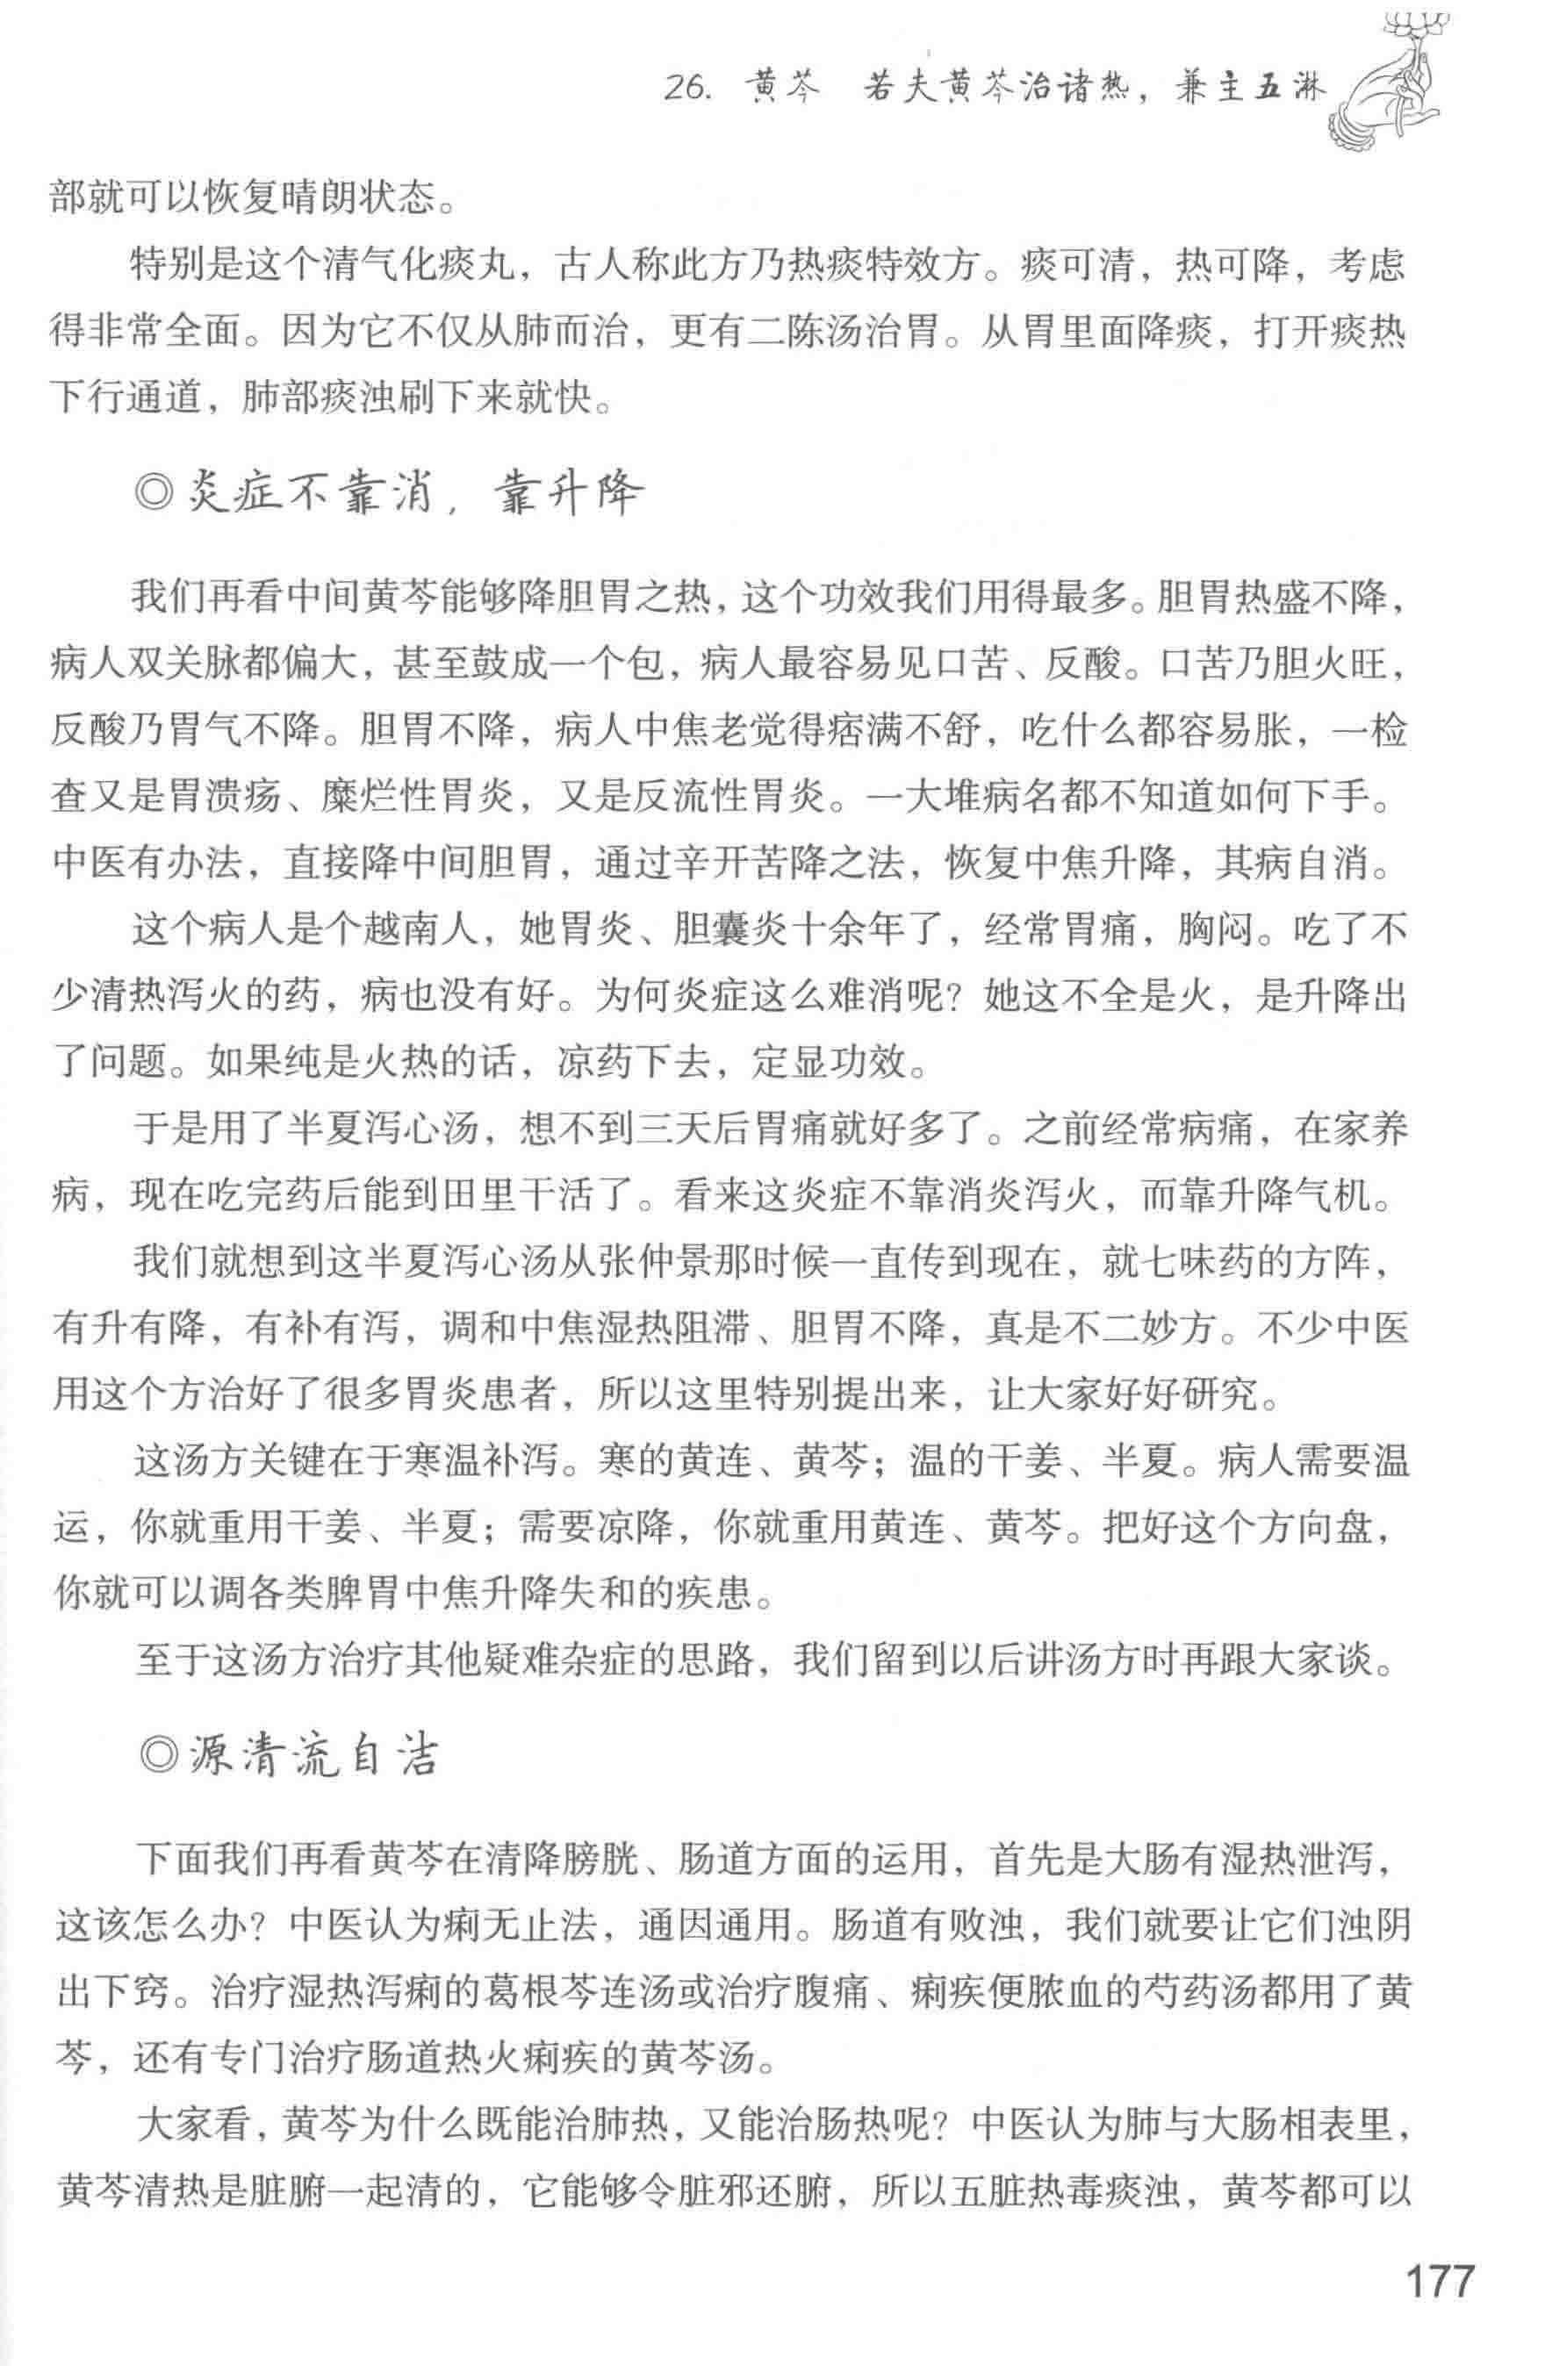 26. 黄芩　若夫黄芩治诸热，兼主五淋
部就可以恢复晴朗状态。
特别是这个清气化痰丸，古人称此方乃热痰特效方。痰可清，热可降，考虑
得非常全面。因为它不仅从肺而治，更有二陈汤治胃。从胃里面降痰，打开痰热
下行通道，肺部痰浊刷下来就快。
◎炎症不靠消，靠升降
我们再看中间黄芩能够降胆胃之热，这个功效我们用得最多。胆胃热盛不降，
病人双关脉都偏大，甚至鼓成一个包，病人最容易见口苦、反酸。口苦乃胆火旺，
反酸乃胃气不降。胆胃不降，病人中焦老觉得痞满不舒，吃什么都容易胀，一检
查又是胃溃疡、糜烂性胃炎，又是反流性胃炎。一大堆病名都不知道如何下手。
中医有办法，直接降中间胆胃，通过辛开苦降之法，恢复中焦升降，其病自消。
这个病人是个越南人，她胃炎、胆囊炎十余年了，经常胃痛，胸闷。吃了不
少清热泻火的药，病也没有好。为何炎症这么难消呢？她这不全是火，是升降出
了问题。如果纯是火热的话，凉药下去，定显功效。
于是用了半夏泻心汤，想不到三天后胃痛就好多了。之前经常病痛，在家养
病，现在吃完药后能到田里干活了。看来这炎症不靠消炎泻火，而靠升降气机。
我们就想到这半夏泻心汤从张仲景那时候一直传到现在，就七味药的方阵，
有升有降，有补有泻，调和中焦湿热阻滞、胆胃不降，真是不二妙方。不少中医
用这个方治好了很多胃炎患者，所以这里特别提出来，让大家好好研究。
这汤方关键在于寒温补泻。寒的黄连、黄芩；温的干姜、半夏。病人需要温
运，你就重用干姜、半夏；需要凉降，你就重用黄连、黄芩。把好这个方向盘，
你就可以调各类脾胃中焦升降失和的疾患。
至于这汤方治疗其他疑难杂症的思路，我们留到以后讲汤方时再跟大家谈。
◎源清流自洁
下面我们再看黄芩在清降膀胱、肠道方面的运用，首先是大肠有湿热泄泻，
这该怎么办？中医认为痢无止法，通因通用。肠道有败浊，我们就要让它们浊阴
出下窍。治疗湿热泻痢的葛根芩连汤或治疗腹痛、痢疾便脓血的芍药汤都用了黄
芩，还有专门治疗肠道热火痢疾的黄芩汤。
大家看，黄芩为什么既能治肺热，又能治肠热呢？中医认为肺与大肠相表里，
黄芩清热是脏腑一起清的，它能够令脏邪还腑，所以五脏热毒痰浊，黄芩都可以
177